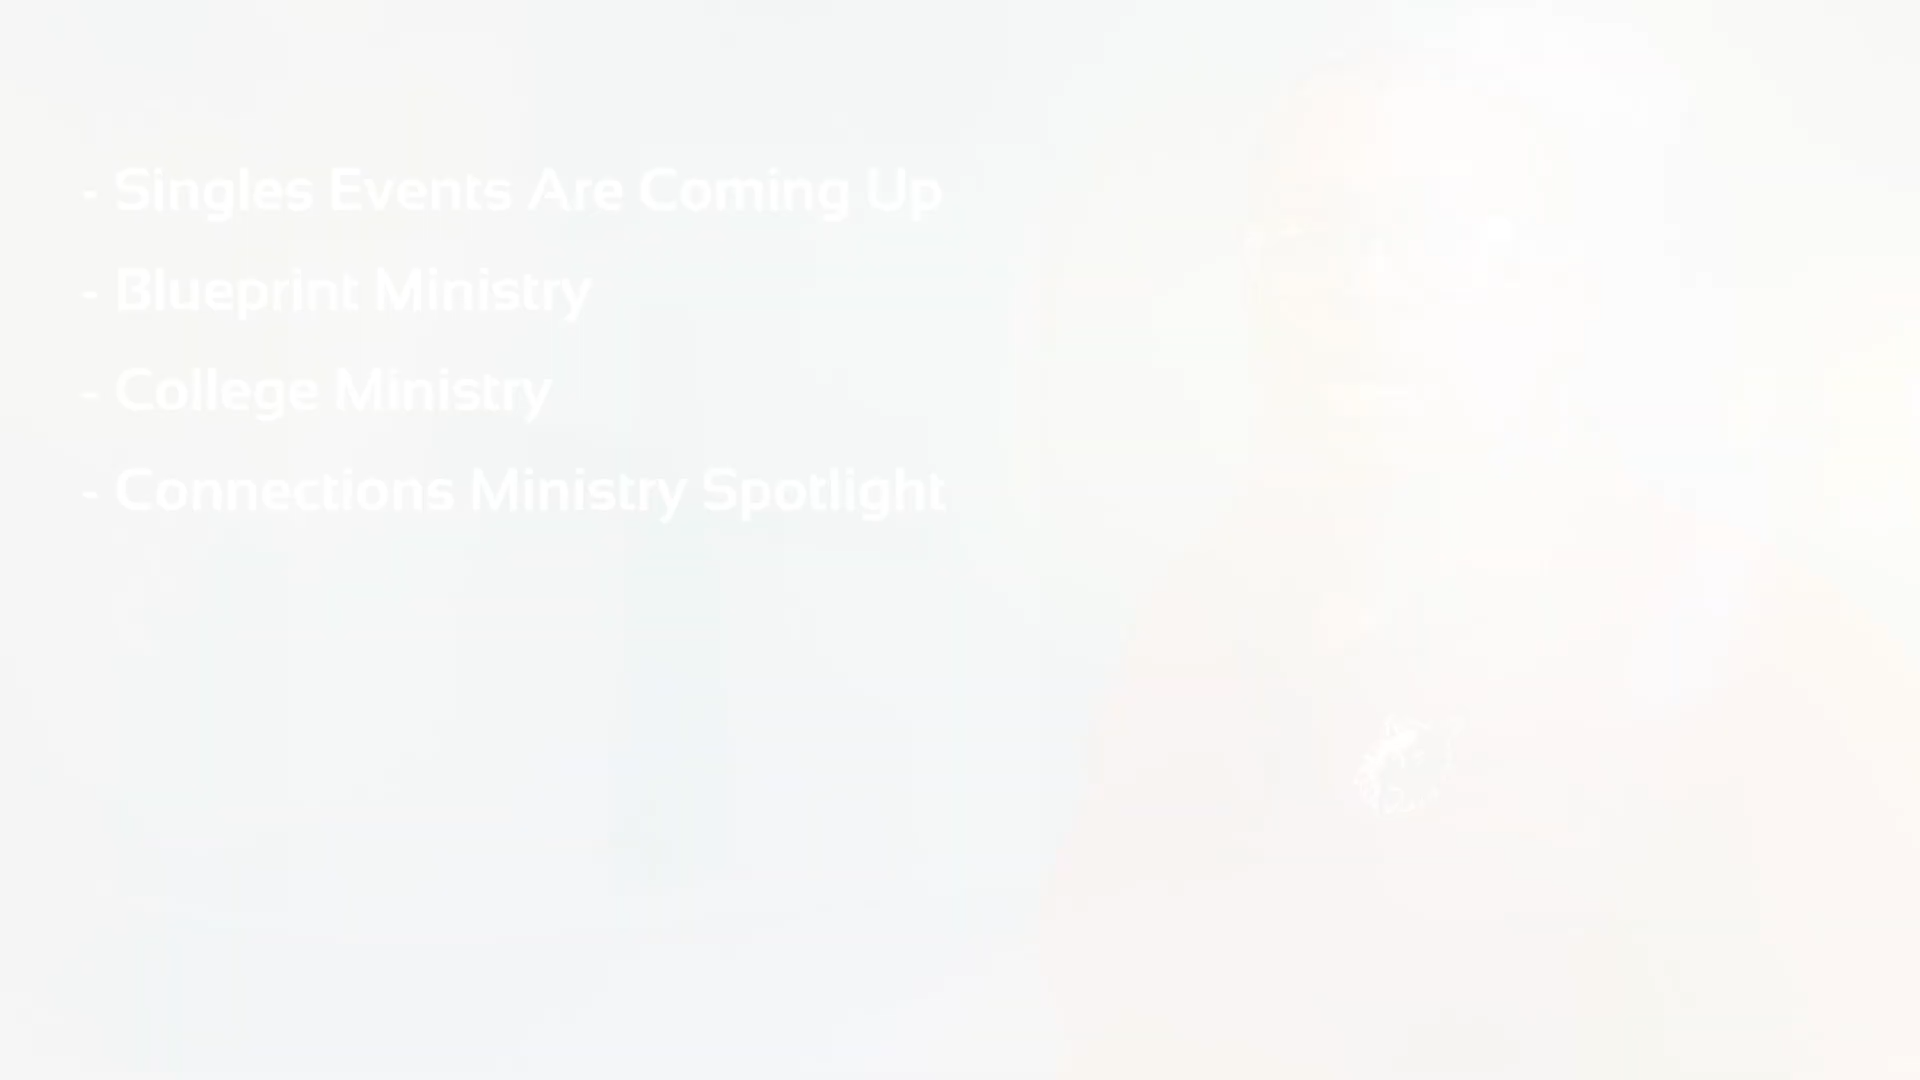 - Singles Events Are Coming Up
- Blueprint Ministry
- College Ministry
- Connections Ministry Spotlight